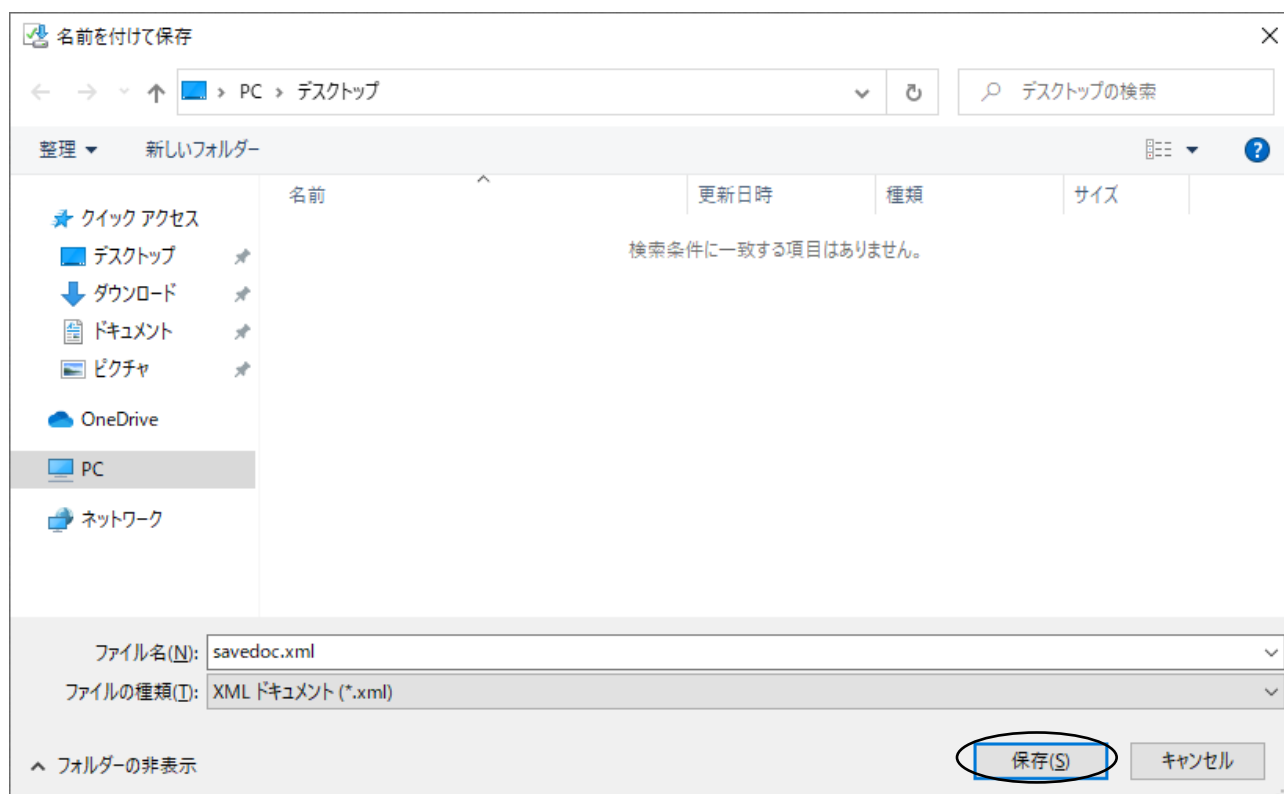 名前を付けて保存
PC › デスクトップ
デスクトップの検索
整理 新しいフォルダー
?
名前 更新日時 種類 サイズ
検索条件に一致する項目はありません。
クイック アクセス
デスクトップ
ダウンロード
ドキュメント
ピクチャ
OneDrive
PC
ネットワーク
ファイル名(N): savedoc.xml
ファイルの種類(T): XML ドキュメント (*.xml)
フォルダーの非表示
保存(S) キャンセル